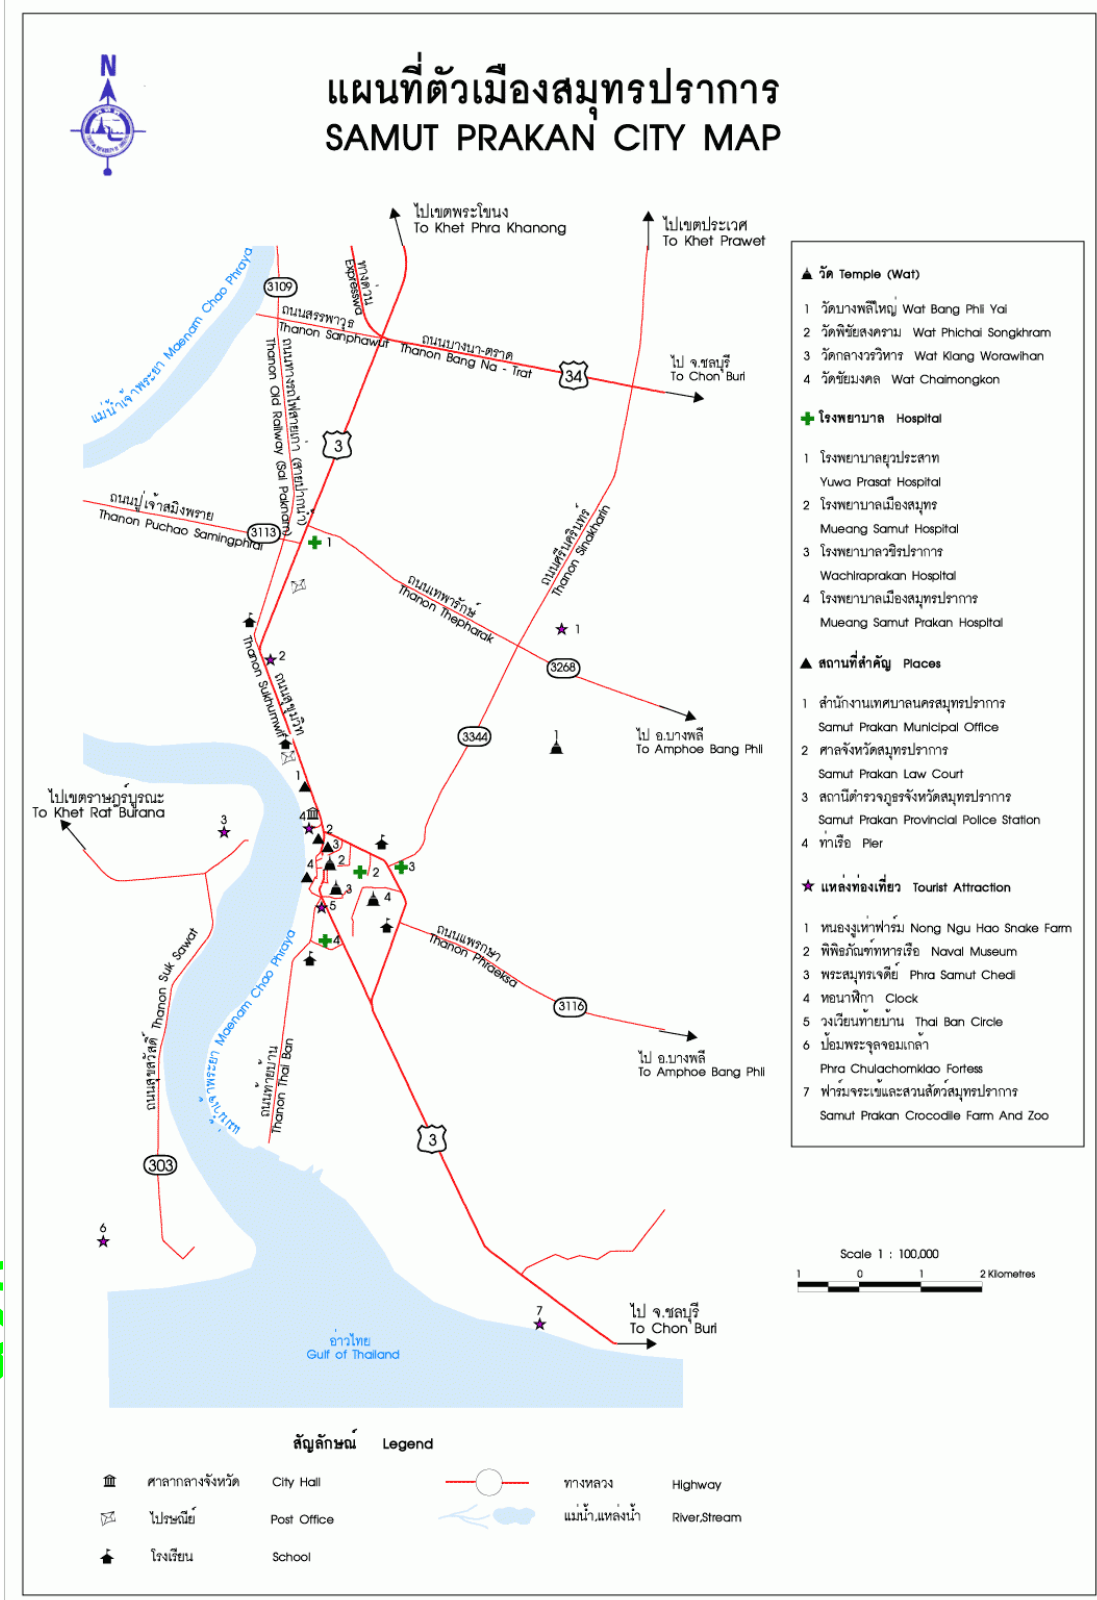 N
แผนที่ตัวเมืองสมุทรปราการ
SAMUT PRAKAN CITY MAP
ไปเขตพระโขนง
To Khet Phra Khanong
ไปเขตประเวศ
To Khet Prawet
3109
ทางด่วน
Expresswa
แม่น้ำเจ้าพระยา Maenam Chao Phraya
ถนนสรรพาวุธ
Thanon Sanphawut
ถนนบางนา-ตราด
Thanon Bang Na - Trat
34
ไป จ.ชลบุรี
To Chon Buri
ถนนทางรถไฟสายเก่า (สายปากน้ำ)
Thanon Old Railway (Sai Paknam)
3
ถนนปู่เจ้าสมิงพราย
Thanon Puchao Samingphrai
3113
1
ถนนศรีนครินทร์
Thanon Sinakharin
ถนนเทพารักษ์
Thanon Thepharak
1
2
3268
ถนนสุขุมวิท
Thanon Sukhumwit
3344
1
ไป อ.บางพลี
To Amphoe Bang Phli
1
ไปเขตราษฎร์บูรณะ
To Khet Rat Burana
3
4
2
3
2
4
2
3
3
4
5
4
ถนนแพรกษา
Thanon Phraeksa
3116
ไป อ.บางพลี
To Amphoe Bang Phli
ถนนสุขสวัสดิ์ Thanon Suk Sawat
แม่น้ำเจ้าพระยา Maenam Chao Phraya
ถนนท้ายบ้าน
Thanon Thai Ban
3
303
6
7
ไป จ.ชลบุรี
To Chon Buri
อ่าวไทย
Gulf of Thailand
วัด Temple (Wat)
1 วัดบางพลีใหญ่ Wat Bang Phli Yai
2 วัดพิชัยสงคราม Wat Phichai Songkhram
3 วัดกลางวรวิหาร Wat Klang Worawihan
4 วัดชัยมงคล Wat Chaimongkon
โรงพยาบาล Hospital
1 โรงพยาบาลยุวประสาท
Yuwa Prasat Hospital
2 โรงพยาบาลเมืองสมุทร
Mueang Samut Hospital
3 โรงพยาบาลวชิรปราการ
Wachiraprakan Hospital
4 โรงพยาบาลเมืองสมุทรปราการ
Mueang Samut Prakan Hospital
สถานที่สำคัญ Places
1 สำนักงานเทศบาลนครสมุทรปราการ
Samut Prakan Municipal Office
2 ศาลจังหวัดสมุทรปราการ
Samut Prakan Law Court
3 สถานีตำรวจภูธรจังหวัดสมุทรปราการ
Samut Prakan Provincial Police Station
4 ท่าเรือ Pier
แหล่งท่องเที่ยว Tourist Attraction
1 หนองงูเห่าฟาร์ม Nong Ngu Hao Snake Farm
2 พิพิธภัณฑ์ทหารเรือ Naval Museum
3 พระสมุทรเจดีย์ Phra Samut Chedi
4 หอนาฬิกา Clock
5 วงเวียนท้ายบ้าน Thai Ban Circle
6 ป้อมพระจุลจอมเกล้า
Phra Chulachomklao Fortess
7 ฟาร์มจระเข้และสวนสัตว์สมุทรปราการ
Samut Prakan Crocodile Farm And Zoo
Scale 1 : 100,000
1 0 1 2 Kilometres
สัญลักษณ์ Legend
ศาลากลางจังหวัด City Hall
ไปรษณีย์ Post Office
โรงเรียน School
ทางหลวง Highway
แม่น้ำ,แหล่งน้ำ River,Stream